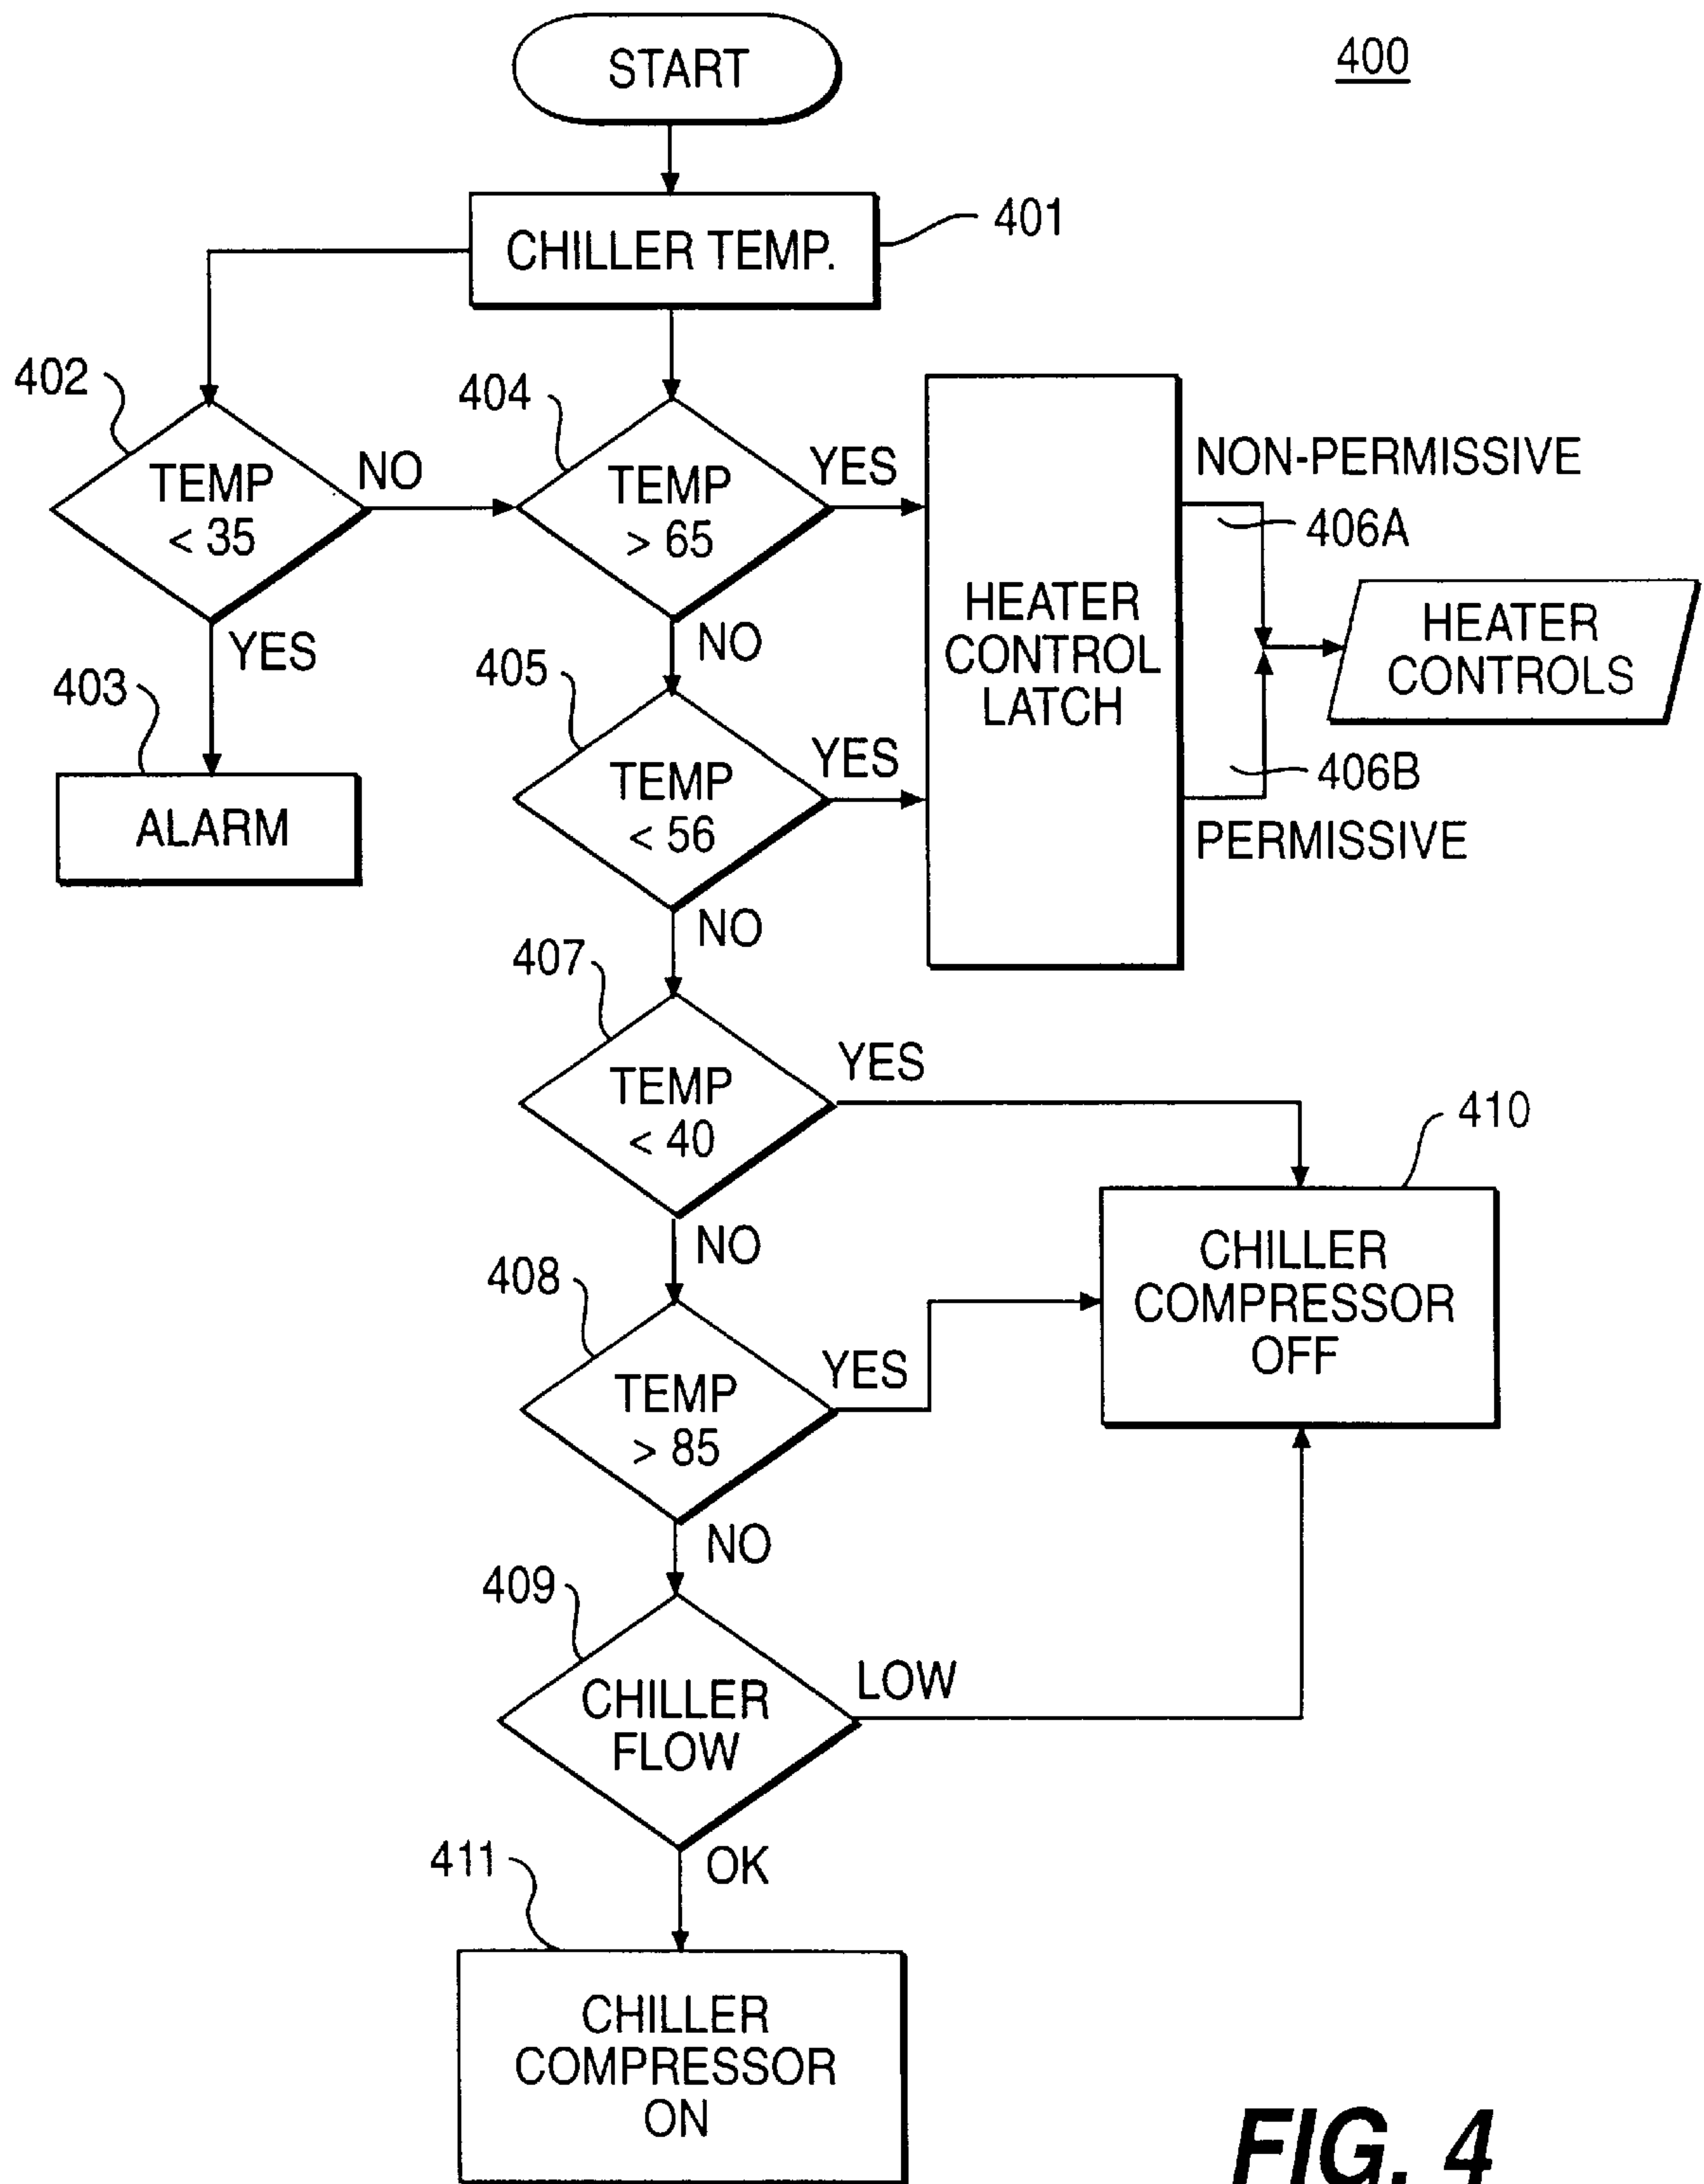 START
400
CHILLER TEMP.
401
402
TEMP
< 35
NO
YES
403
ALARM
404
TEMP
> 65
YES
NO
405
TEMP
< 56
YES
NO
HEATER
CONTROL
LATCH
NON-PERMISSIVE
406A
406B
PERMISSIVE
HEATER
CONTROLS
407
TEMP
< 40
YES
NO
408
TEMP
> 85
YES
NO
410
CHILLER
COMPRESSOR
OFF
409
CHILLER
FLOW
LOW
OK
411
CHILLER
COMPRESSOR
ON
FIG. 4